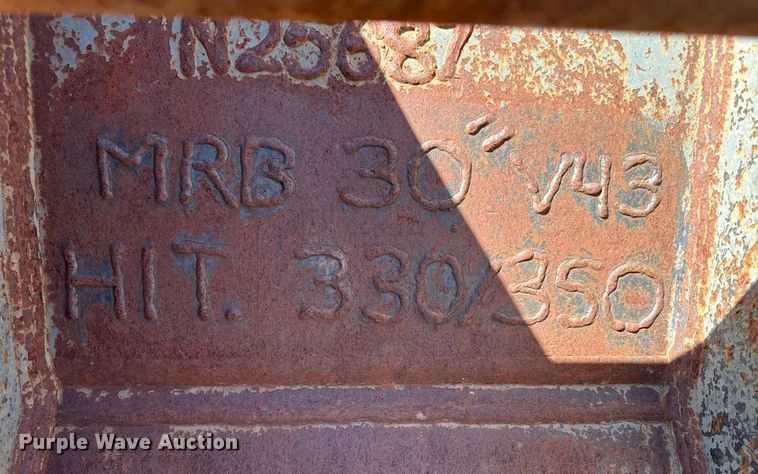 N25687
MRB 30" V43
HIT. 330/350
Purple Wave Auction